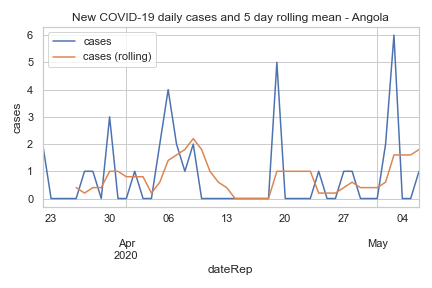 New COVID-19 daily cases and 5 day rolling mean - Angola
cases
cases (rolling)
6
5
4
3
2
1
0
cases
23
30
06
13
20
27
04
Apr
2020
May
dateRep